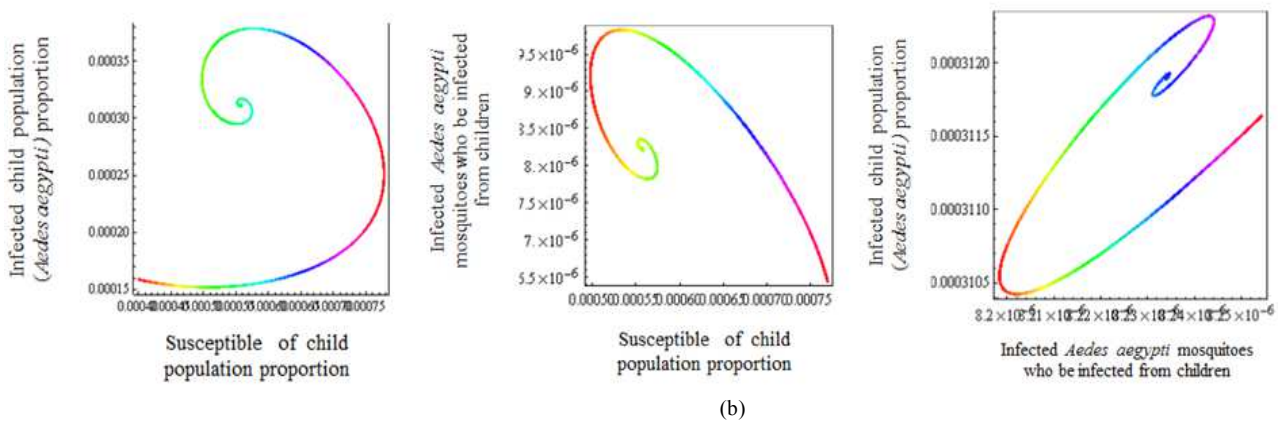 Infected child population
(Aedes aegypti) proportion
0.00035
0.00030
0.00025
0.00020
0.00015
Susceptible of child
population proportion
Infected Aedes aegypti
mosquitoes who be infected
from children
9.5×10-6
9.×10-6
8.5×10-6
8.×10-6
7.5×10-6
7.×10-6
5.5×10-6
0.00050 0.00055 0.00060 0.00065 0.00070 0.00075
Susceptible of child
population proportion
Infected child population
(Aedes aegypti) proportion
0.0003120
0.0003115
0.0003110
0.0003105
Infected Aedes aegypti mosquitoes
who be infected from children
(b)